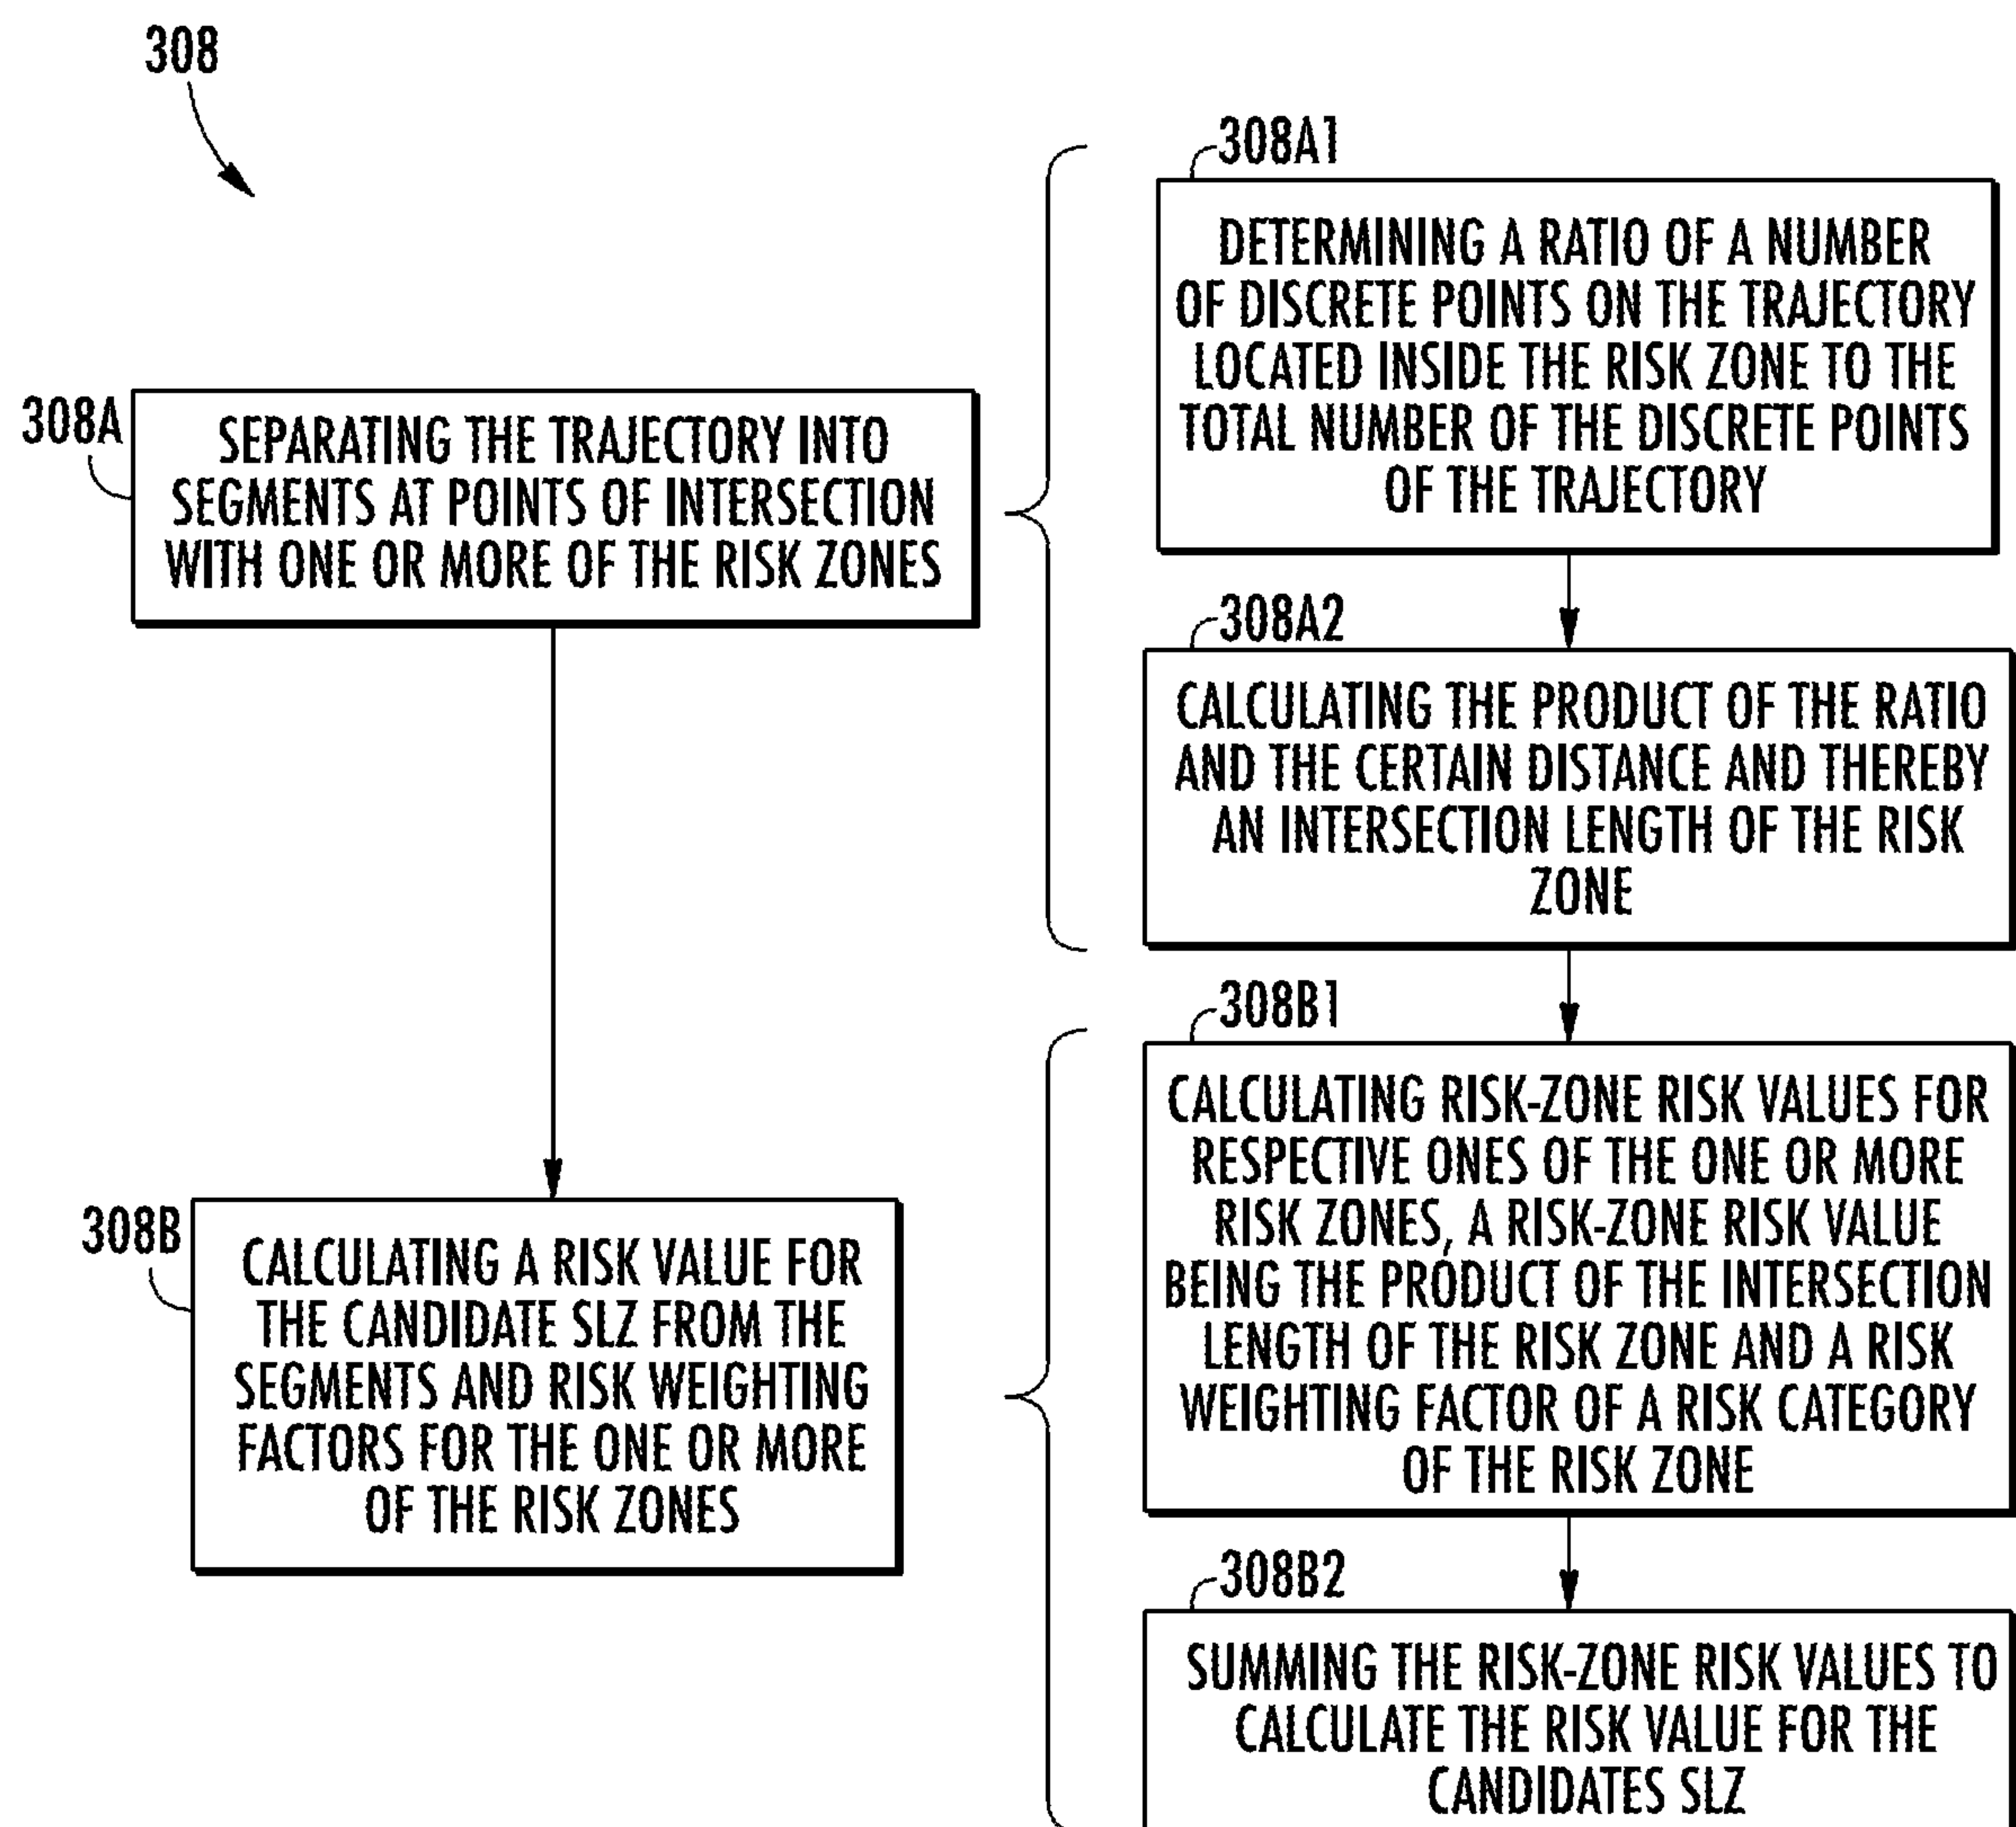 308
308A
SEPARATING THE TRAJECTORY INTO
SEGMENTS AT POINTS OF INTERSECTION
WITH ONE OR MORE OF THE RISK ZONES
308B
CALCULATING A RISK VALUE FOR
THE CANDIDATE SLZ FROM THE
SEGMENTS AND RISK WEIGHTING
FACTORS FOR THE ONE OR MORE
OF THE RISK ZONES
308A1
DETERMINING A RATIO OF A NUMBER
OF DISCRETE POINTS ON THE TRAJECTORY
LOCATED INSIDE THE RISK ZONE TO THE
TOTAL NUMBER OF THE DISCRETE POINTS
OF THE TRAJECTORY
308A2
CALCULATING THE PRODUCT OF THE RATIO
AND THE CERTAIN DISTANCE AND THEREBY
AN INTERSECTION LENGTH OF THE RISK
ZONE
308B1
CALCULATING RISK-ZONE RISK VALUES FOR
RESPECTIVE ONES OF THE ONE OR MORE
RISK ZONES, A RISK-ZONE RISK VALUE
BEING THE PRODUCT OF THE INTERSECTION
LENGTH OF THE RISK ZONE AND A RISK
WEIGHTING FACTOR OF A RISK CATEGORY
OF THE RISK ZONE
308B2
SUMMING THE RISK-ZONE RISK VALUES TO
CALCULATE THE RISK VALUE FOR THE
CANDIDATES SLZ